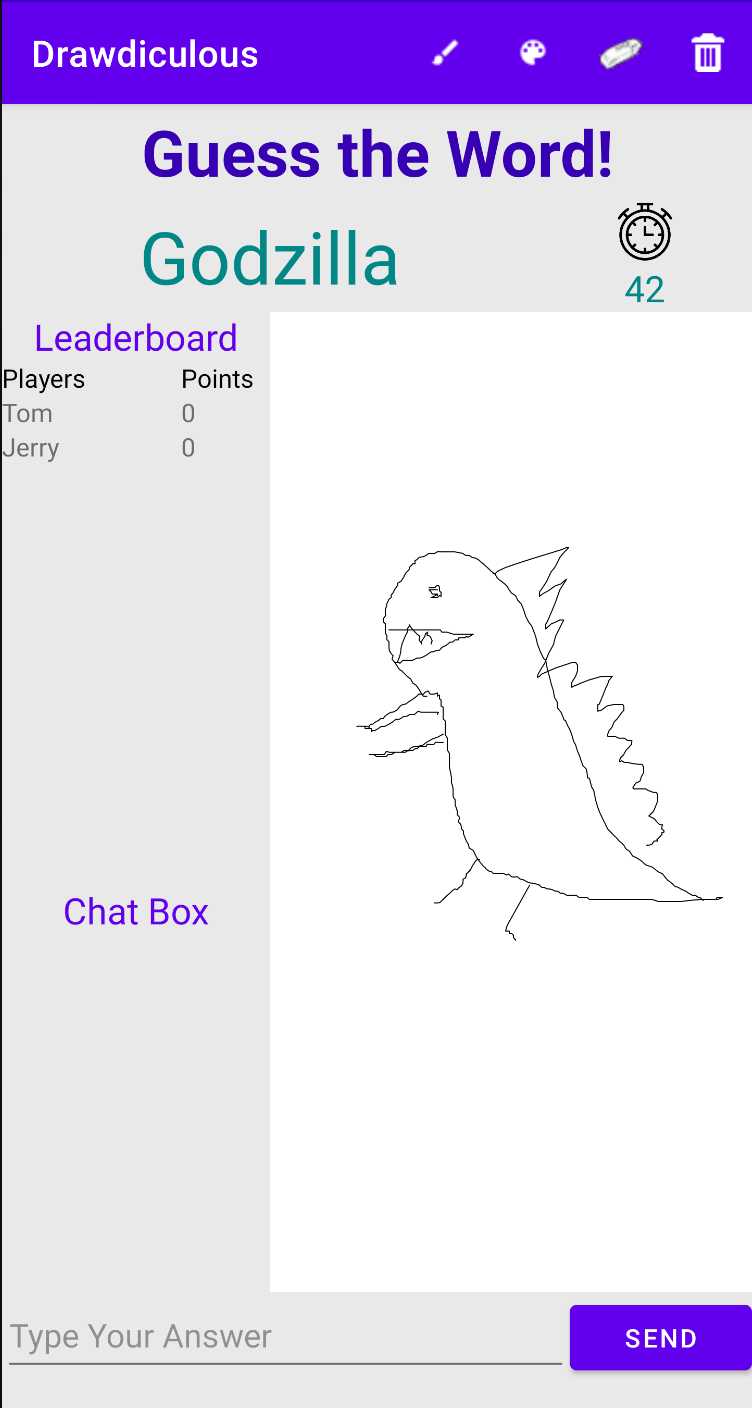 Drawdiculous
Guess the Word!
Godzilla
42
Leaderboard
Players Points
Tom 0
Jerry 0
Chat Box
Type Your Answer
SEND